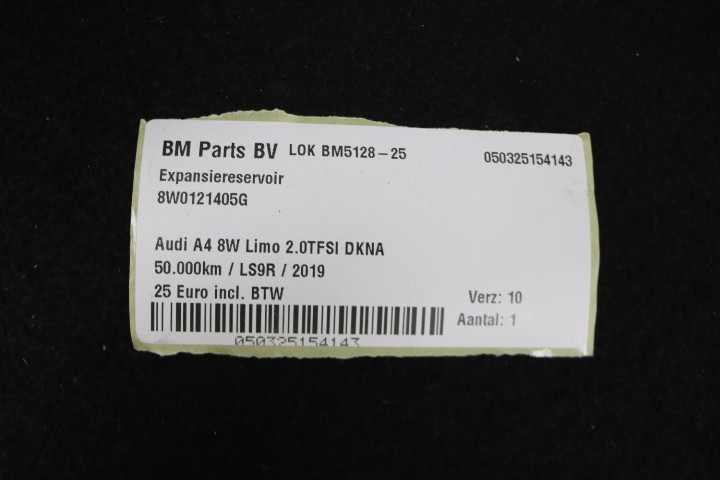 BM Parts BV LOK BM5128-25 050325154143
Expansiereservoir
8W0121405G
Audi A4 8W Limo 2.0TFSI DKNA
50.000km / LS9R / 2019
25 Euro incl. BTW Verz: 10
Aantal: 1
050325154143